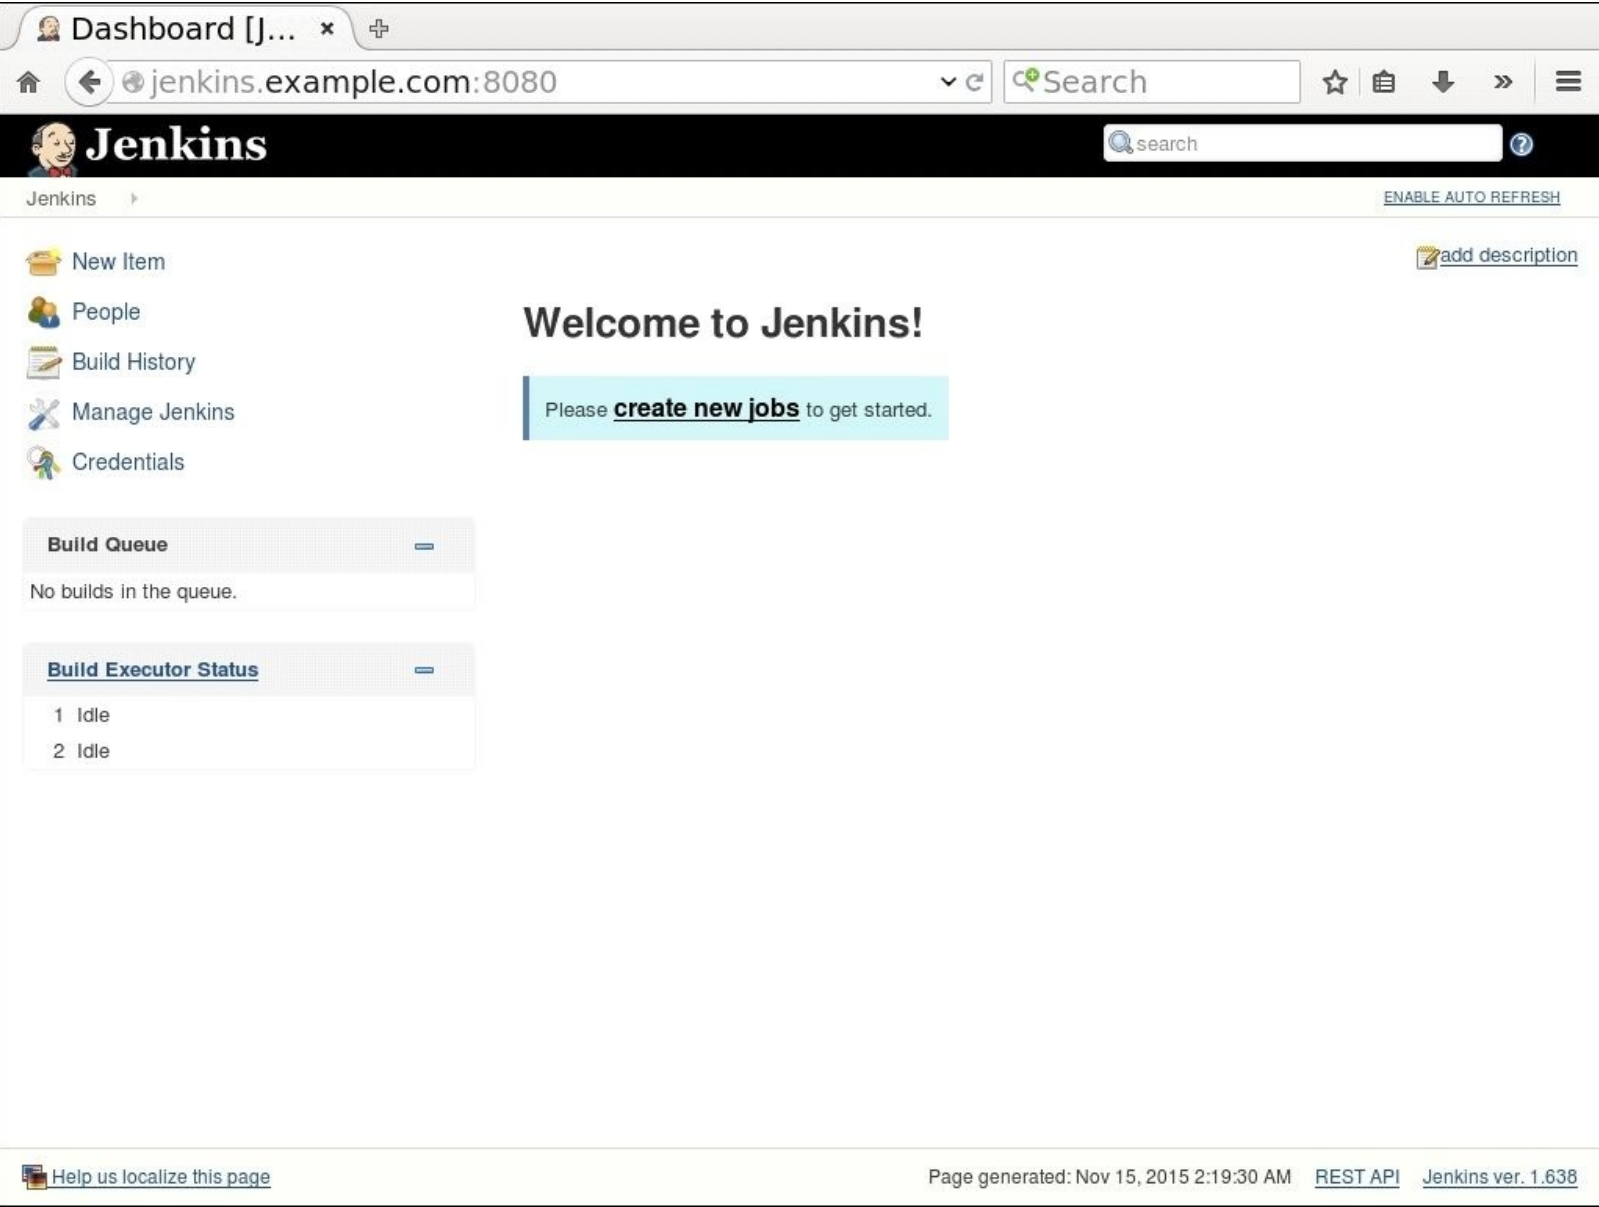 Dashboard [J...
jenkins.example.com:8080
Search
Jenkins
search
Jenkins
ENABLE AUTO REFRESH
New Item
add description
People
Welcome to Jenkins!
Build History
Please create new jobs to get started.
Manage Jenkins
Credentials
Build Queue
No builds in the queue.
Build Executor Status
1 Idle
2 Idle
Help us localize this page
Page generated: Nov 15, 2015 2:19:30 AM
REST API
Jenkins ver. 1.638